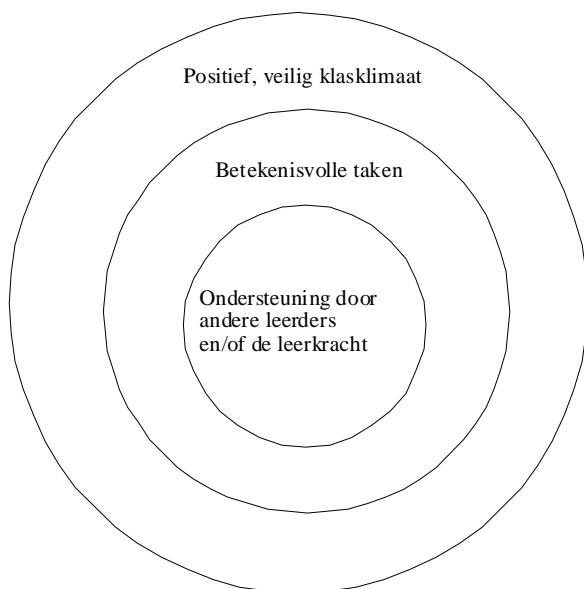 Positief, veilig klasklimaat
Betekenisvolle taken
Ondersteuning door
andere leerders
en/of de leerkracht